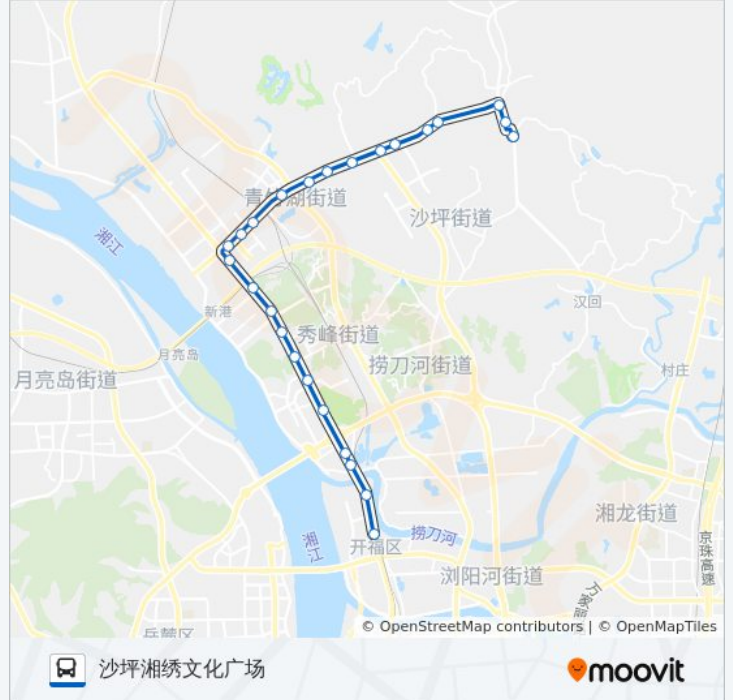 青竹湖街道
沙坪街道
湘江
汉回
新港
秀峰街道
月亮岛
捞刀河街道
村庄
月亮岛街道
湘龙街道
捞刀河
京珠高速
湘江
开福区
浏阳河街道
© OpenStreetMap contributors | © OpenMapTiles
沙坪湘绣文化广场
moovit